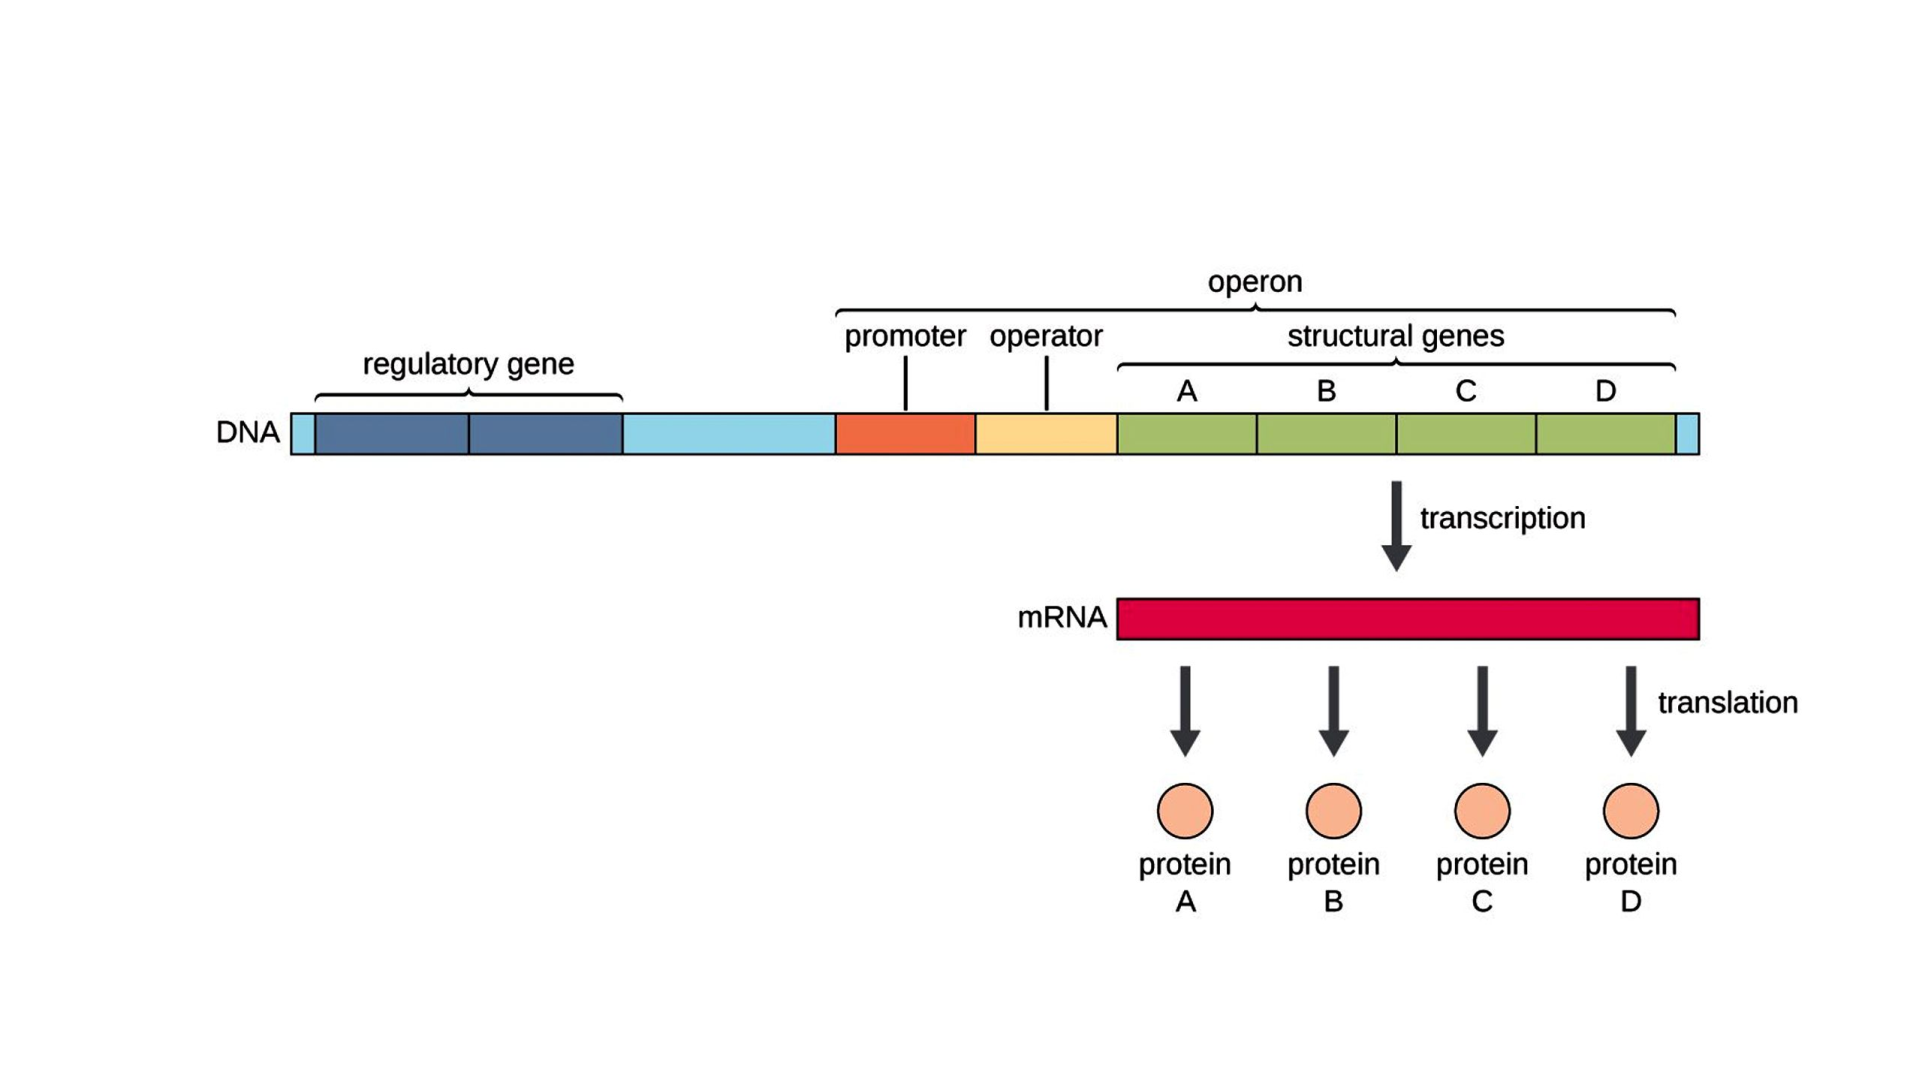 operon
promoter operator structural genes
regulatory gene
A B C D
DNA
transcription
mRNA
translation
protein protein protein protein
A B C D